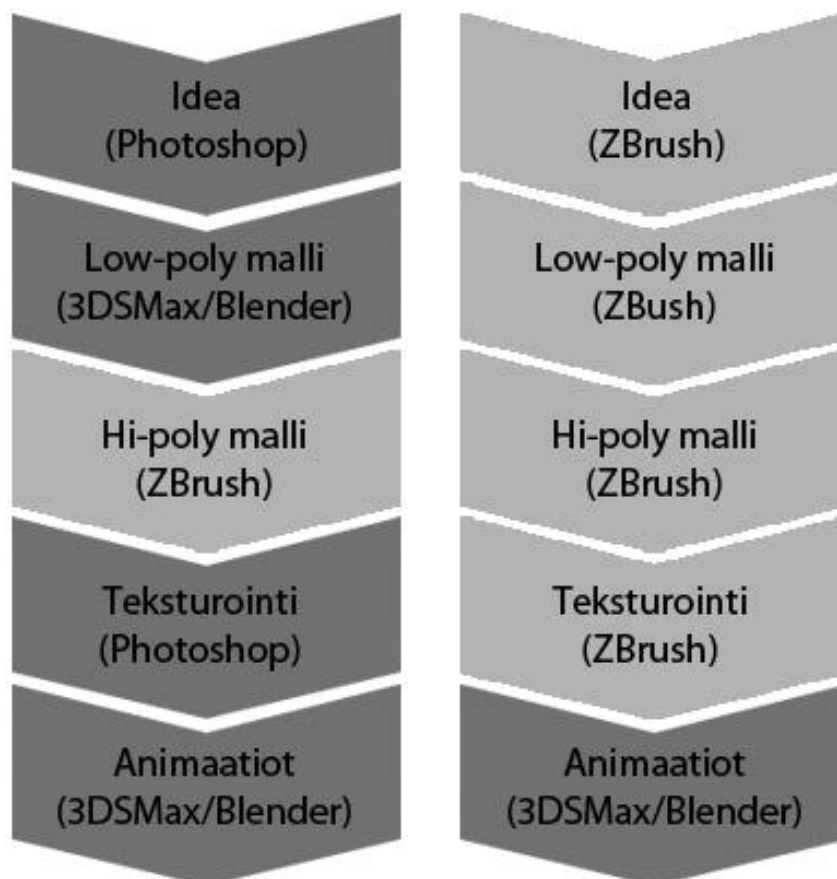 Idea
(Photoshop)
Low-poly malli
(3DSMax/Blender)
Hi-poly malli
(ZBrush)
Teksturointi
(Photoshop)
Animaatiot
(3DSMax/Blender)
Idea
(ZBrush)
Low-poly malli
(ZBush)
Hi-poly malli
(ZBrush)
Teksturointi
(ZBrush)
Animaatiot
(3DSMax/Blender)